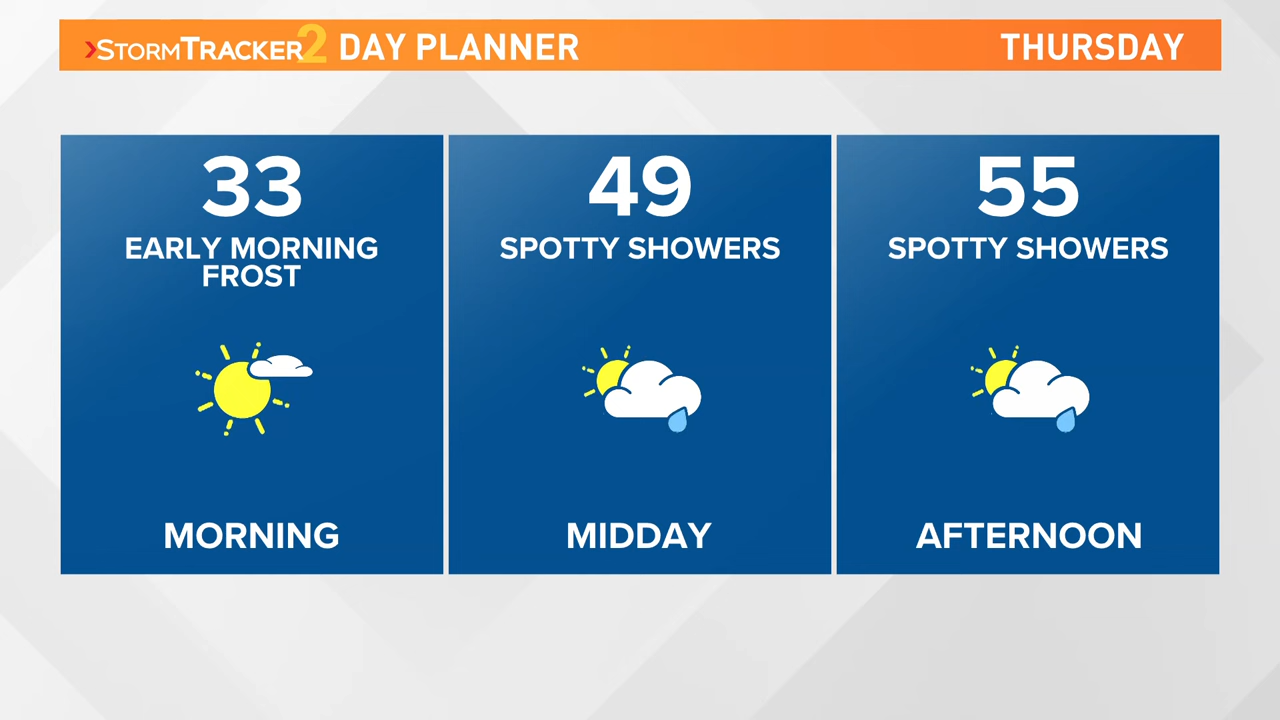 STORMTRACKER2 DAY PLANNER THURSDAY
33
EARLY MORNING
FROST
MORNING
49
SPOTTY SHOWERS
MIDDAY
55
SPOTTY SHOWERS
AFTERNOON